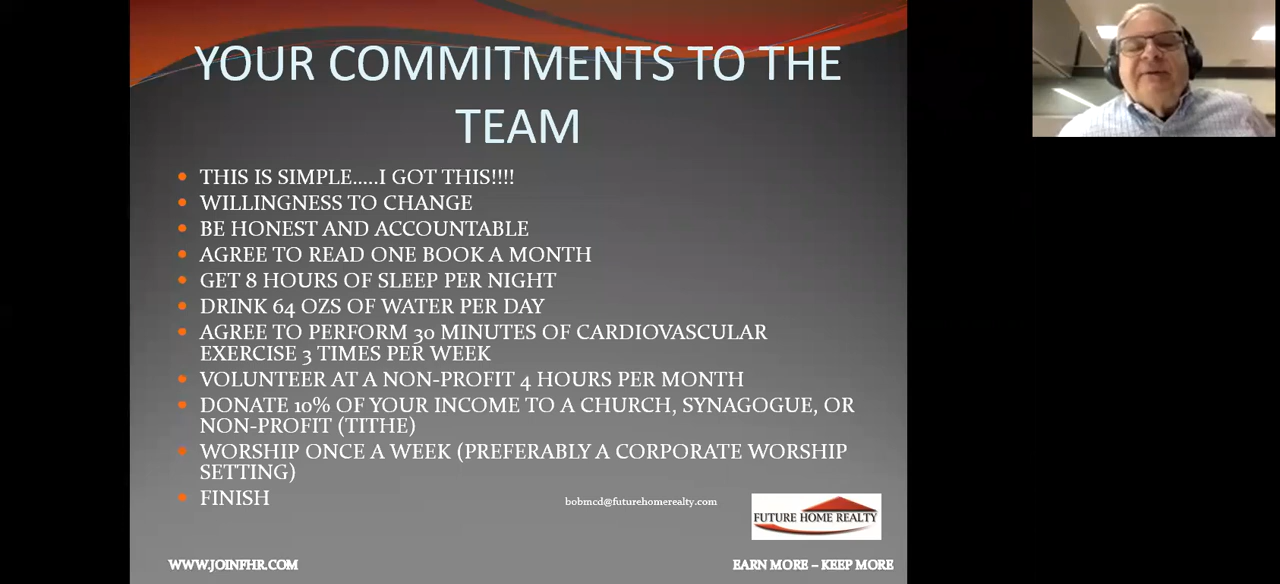 YOUR COMMITMENTS TO THE
TEAM
THIS IS SIMPLE.....I GOT THIS!!!!
WILLINGNESS TO CHANGE
BE HONEST AND ACCOUNTABLE
AGREE TO READ ONE BOOK A MONTH
GET 8 HOURS OF SLEEP PER NIGHT
DRINK 64 OZS OF WATER PER DAY
AGREE TO PERFORM 30 MINUTES OF CARDIOVASCULAR
EXERCISE 3 TIMES PER WEEK
VOLUNTEER AT A NON-PROFIT 4 HOURS PER MONTH
DONATE 10% OF YOUR INCOME TO A CHURCH, SYNAGOGUE, OR
NON-PROFIT (TITHE)
WORSHIP ONCE A WEEK (PREFERABLY A CORPORATE WORSHIP
SETTING)
FINISH
bobmcd@futurehomerealty.com
FUTURE HOME REALTY
WWW.JOINFHR.COM
EARN MORE – KEEP MORE